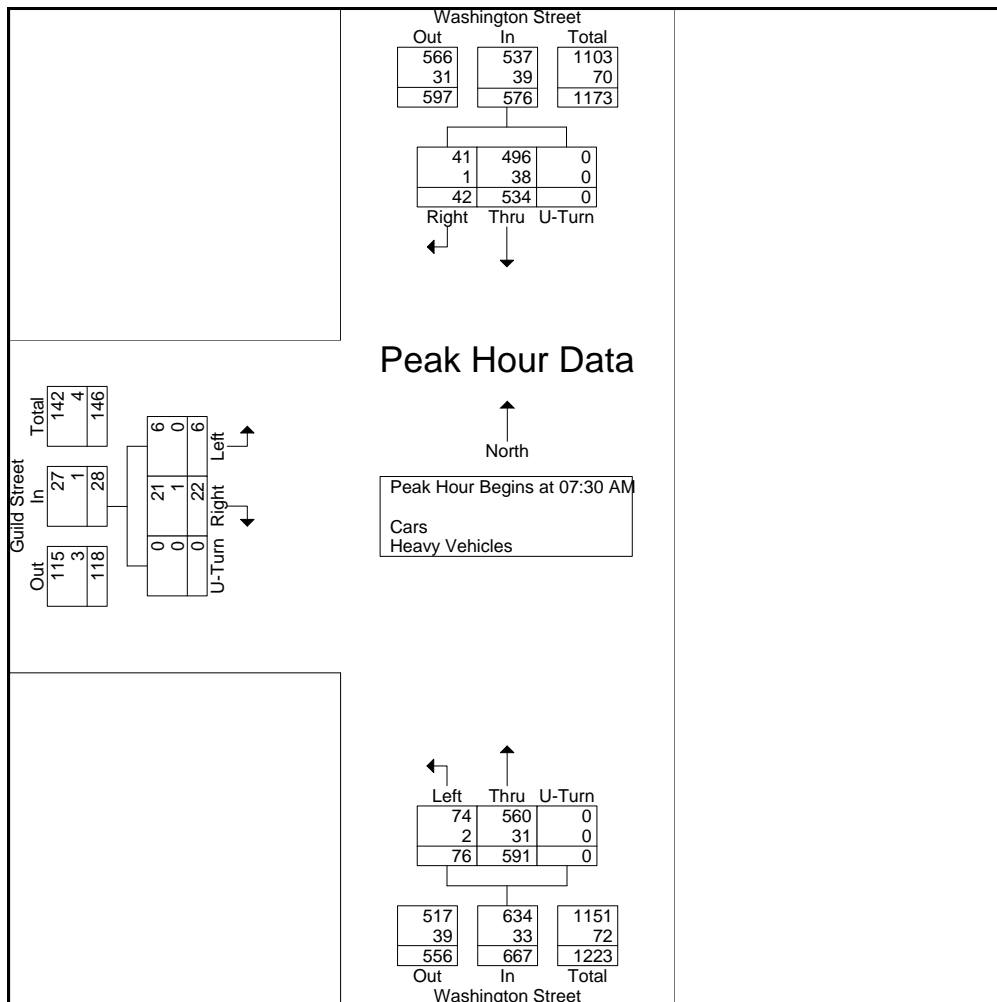 Washington Street
Out In Total
566 537 1103
31 39 70
597 576 1173
41 496 0
1 38 0
42 534 0
Right Thru U-Turn
Peak Hour Data
North
Peak Hour Begins at 07:30 AM
Cars
Heavy Vehicles
Guild Street
Out In Total
115 27 142
3 1 4
118 28 146
0 21 6
0 1 0
0 22 6
U-Turn Right Left
Left Thru U-Turn
74 560 0
2 31 0
76 591 0
517 634 1151
39 33 72
556 667 1223
Out In Total
Washington Street